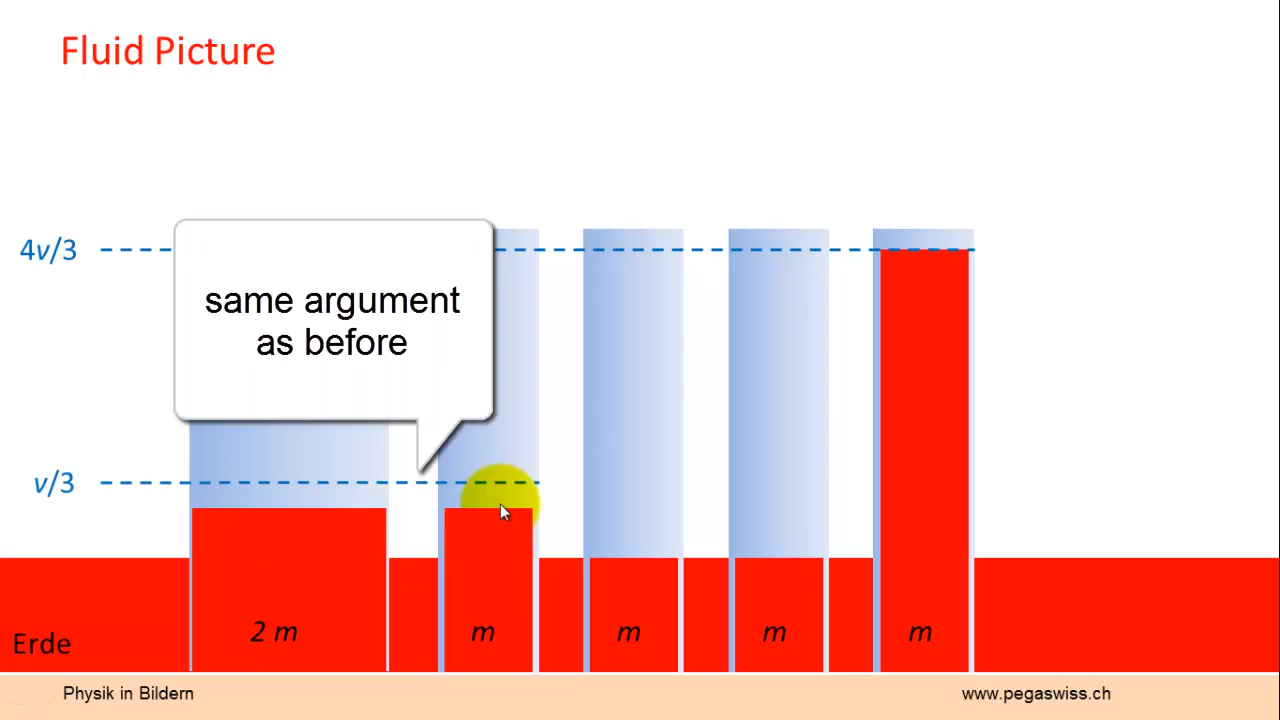 Fluid Picture
4v/3
same argument
as before
v/3
2 m
m
m
m
m
Erde
Physik in Bildern
www.pegaswiss.ch